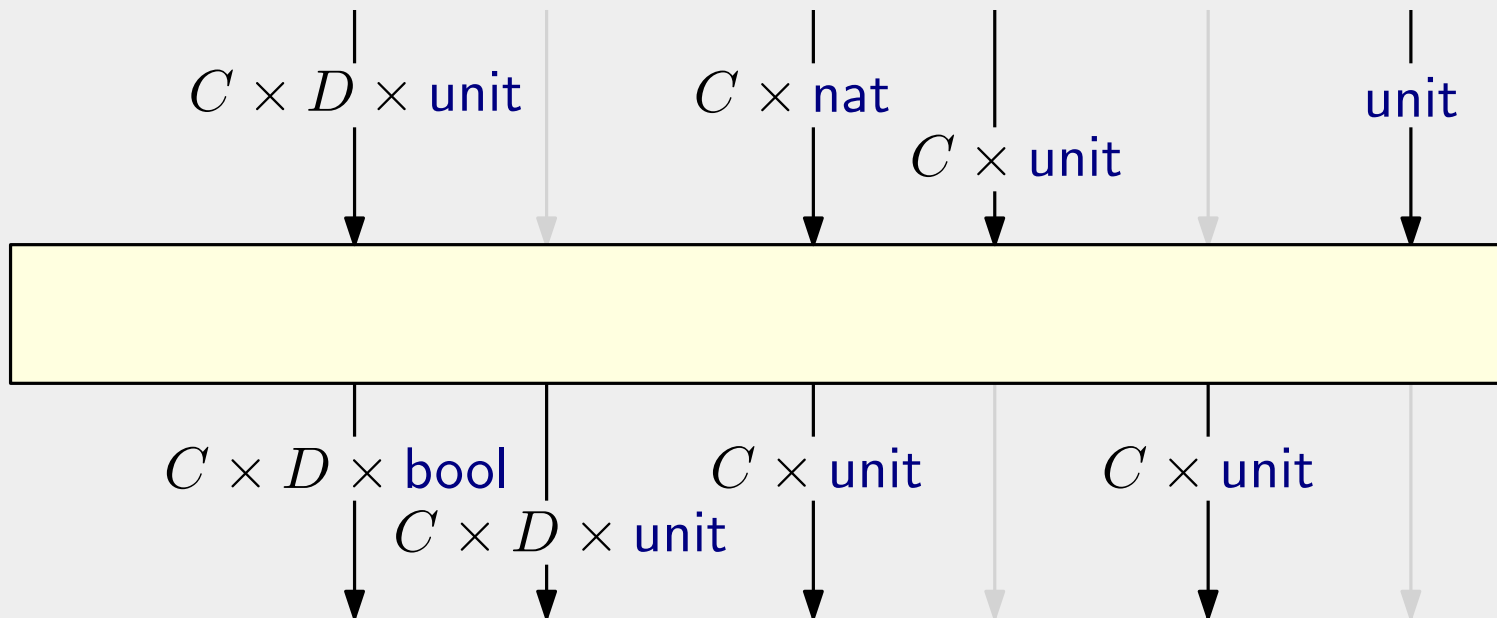 C × D × unit
C × nat
unit
C × unit
C × D × bool
C × unit
C × unit
C × D × unit